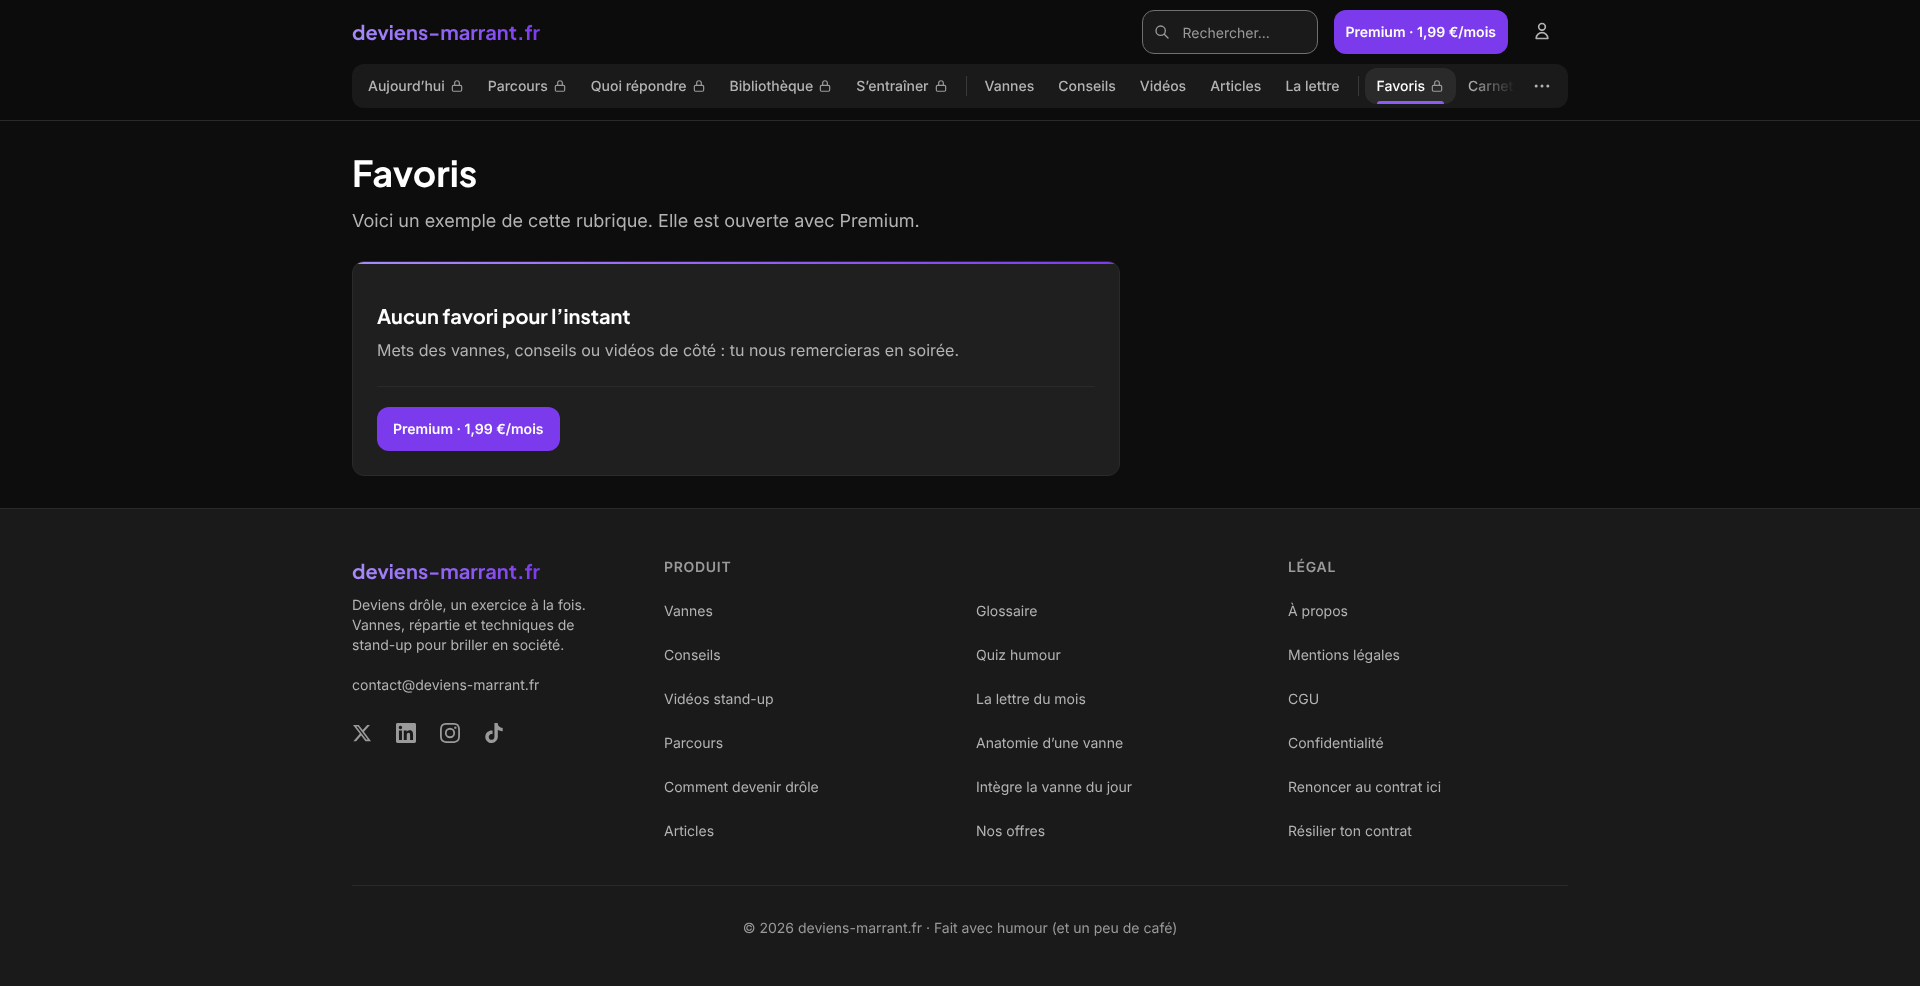 deviens-marrant.fr
Rechercher...
Premium · 1,99 €/mois
Aujourd’hui
Parcours
Quoi répondre
Bibliothèque
S’entraîner
Vannes
Conseils
Vidéos
Articles
La lettre
Favoris
Carnet
Favoris
Voici un exemple de cette rubrique. Elle est ouverte avec Premium.
Aucun favori pour l’instant
Mets des vannes, conseils ou vidéos de côté : tu nous remercieras en soirée.
Premium · 1,99 €/mois
deviens-marrant.fr
Deviens drôle, un exercice à la fois.
Vannes, répartie et techniques de
stand-up pour briller en société.
contact@deviens-marrant.fr
PRODUIT
Vannes
Conseils
Vidéos stand-up
Parcours
Comment devenir drôle
Articles
Glossaire
Quiz humour
La lettre du mois
Anatomie d’une vanne
Intègre la vanne du jour
Nos offres
LÉGAL
À propos
Mentions légales
CGU
Confidentialité
Renoncer au contrat ici
Résilier ton contrat
© 2026 deviens-marrant.fr · Fait avec humour (et un peu de café)